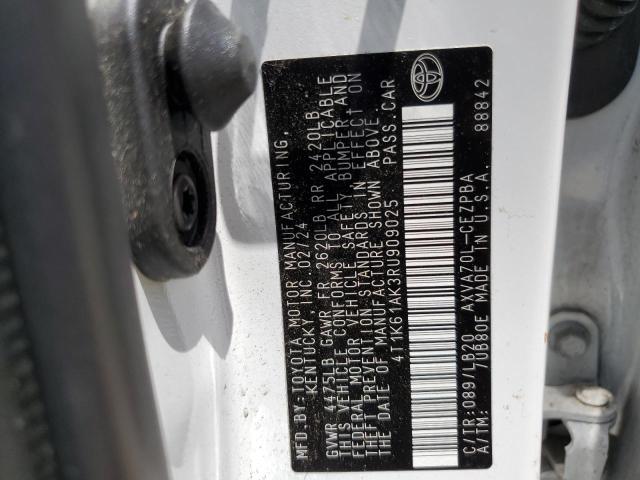 MFD BY:TOYOTA MOTOR MANUFACTURING,
KENTUCKY, INC 02/24
GVWR 4475LB GAWR-FR 2620LB RR 2420LB
THIS VEHICLE CONFORMS TO ALL APPLICABLE
FEDERAL MOTOR VEHICLE SAFETY, BUMPER AND
THEFT PREVENTION STANDARDS IN EFFECT ON
THE DATE OF MANUFACTURE SHOWN ABOVE
4T1K61AK3RU909025 PASS.CAR
C/TR:089/LB20 AXVA70L-CEZPBA
A/TM: 7UB80E MADE IN U.S.A. 88842